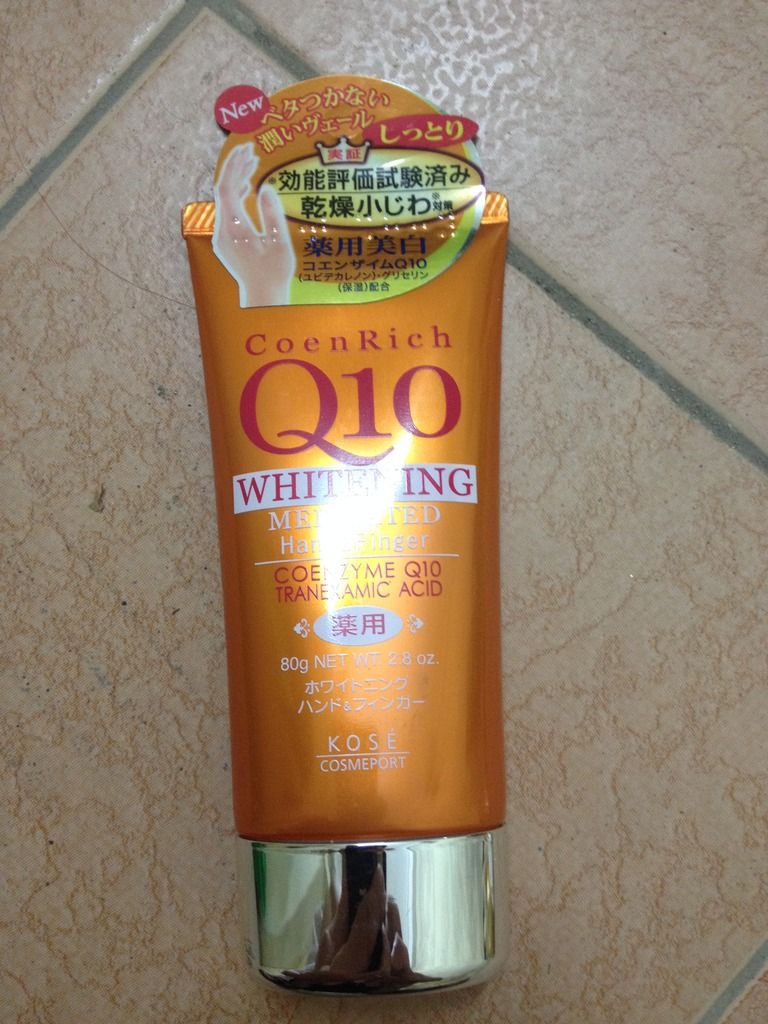 New
ベタつかない
潤いヴェール
しっとり
実証
※効能評価試験済み
乾燥小じわ※対策
薬用美白
コエンザイムQ10
(ユビデカレノン)・グリセリン
(保湿)配合
CoenRich
Q10
WHITENING
MEDICATED
Hand & Finger
COENZYME Q10
TRANEXAMIC ACID
薬用
80g NET WT. 2.8 oz.
ホワイトニング
ハンド&フィンガー
KOSÉ
COSMEPORT